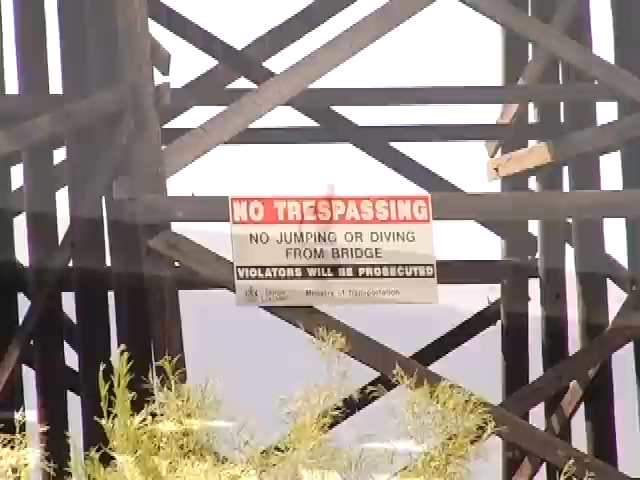 NO TRESPASSING
NO JUMPING OR DIVING
FROM BRIDGE
VIOLATORS WILL BE PROSECUTED
Ministry of Transportation